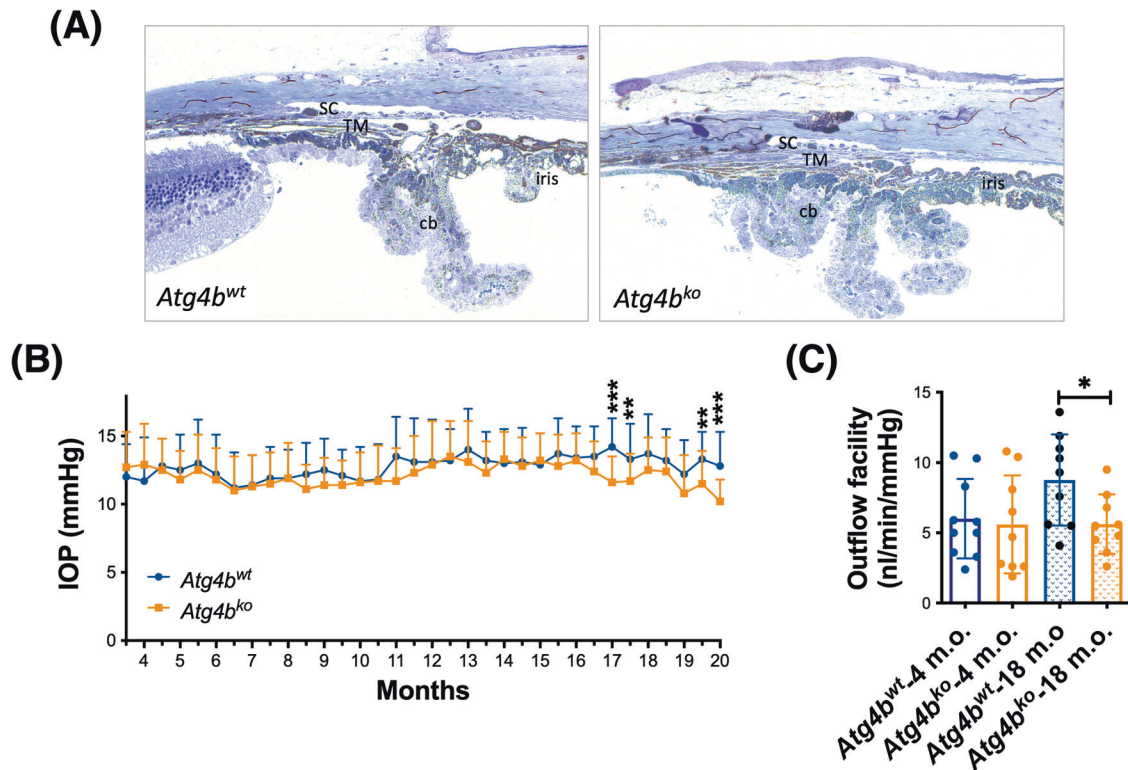 (A)
SC
TM
iris
cb
Atg4b^wt
SC
TM
iris
cb
Atg4b^ko
(B)
IOP (mmHg)
15
10
5
0
*** ** ** ***
Atg4b^wt
Atg4b^ko
4 5 6 7 8 9 10 11 12 13 14 15 16 17 18 19 20
Months
(C)
*
Outflow facility
(nl/min/mmHg)
15
10
5
0
Atg4b^wt-4 m.o.
Atg4b^ko-4 m.o.
Atg4b^wt-18 m.o
Atg4b^ko-18 m.o.